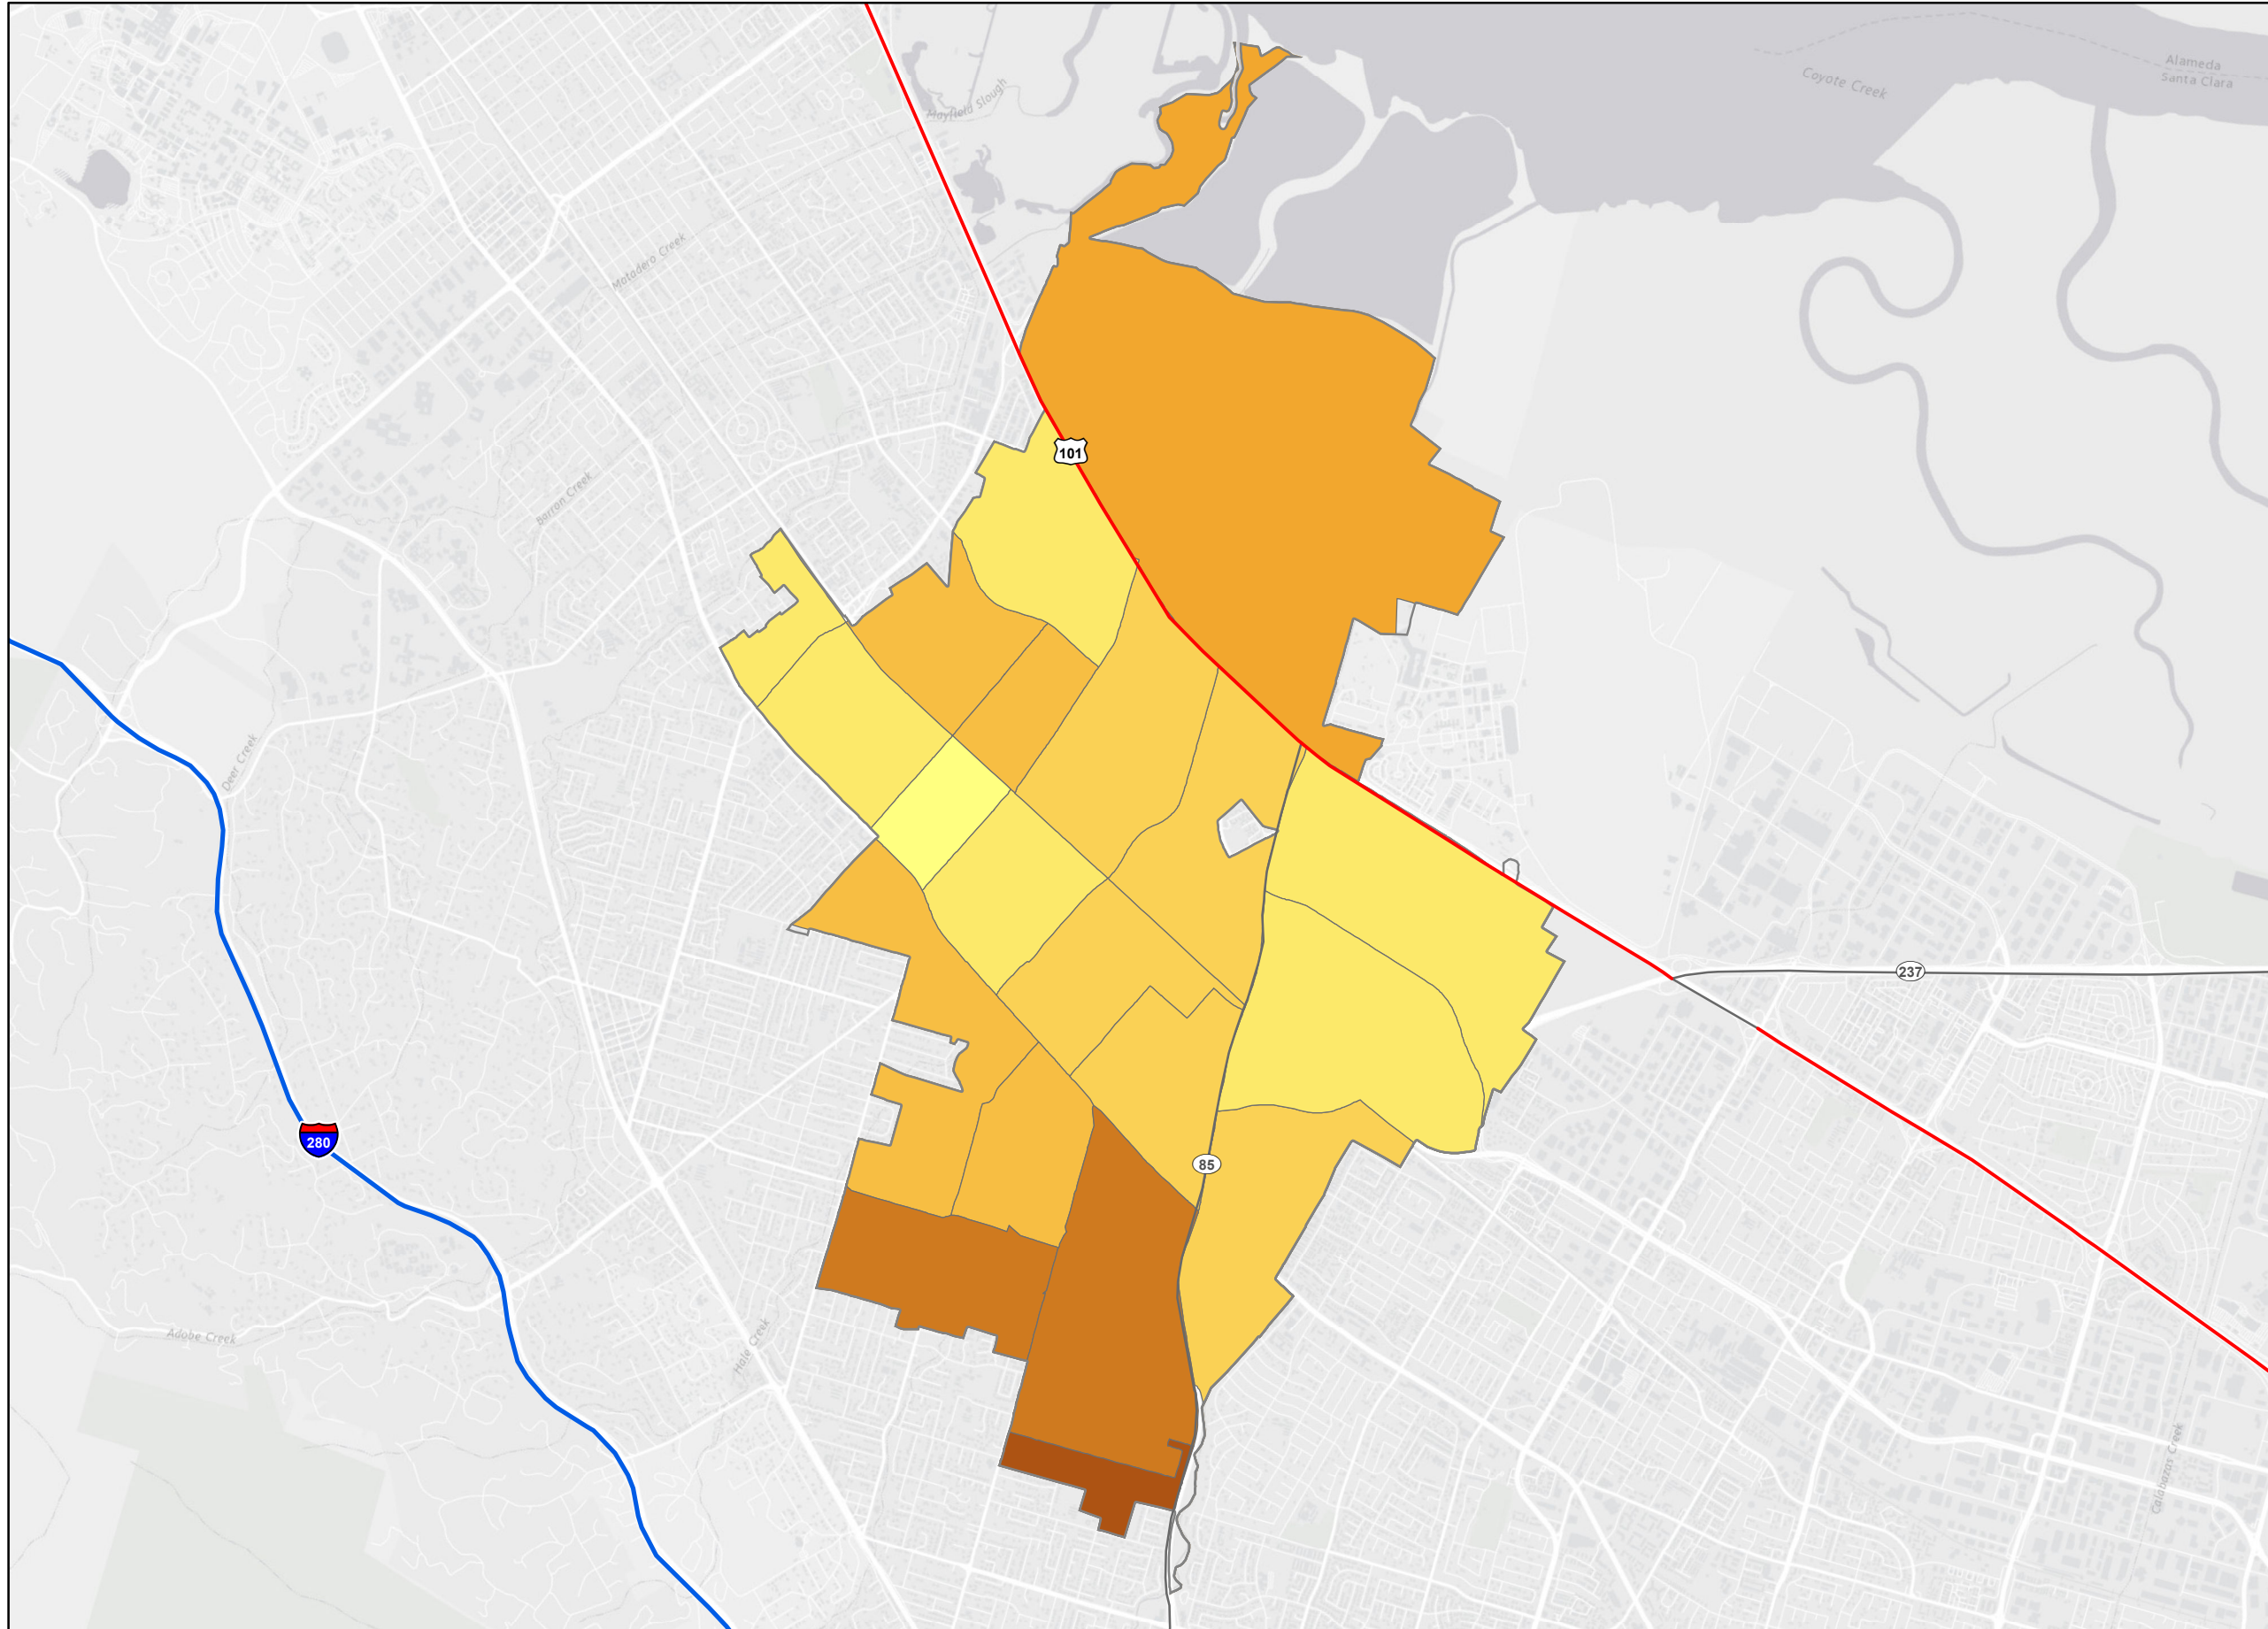 Alameda
Santa Clara
Coyote Creek
Mayfield Slough
Matadero Creek
101
Barron Creek
Deer Creek
237
280
85
Adobe Creek
Hale Creek
Calabazas Creek